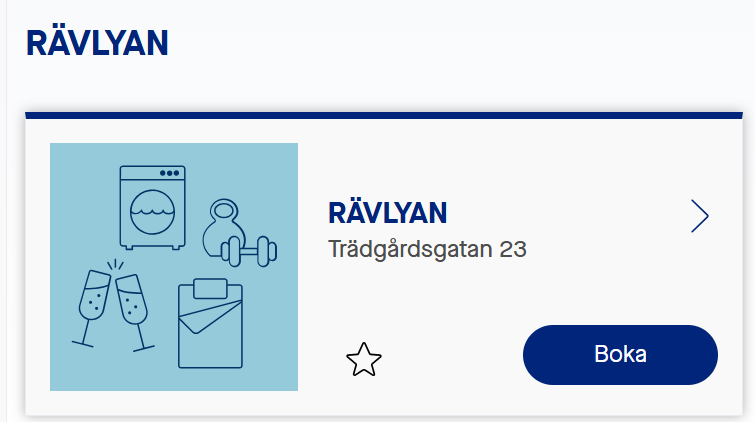 RÄVLYAN
RÄVLYAN
Trädgårdsgatan 23
Boka